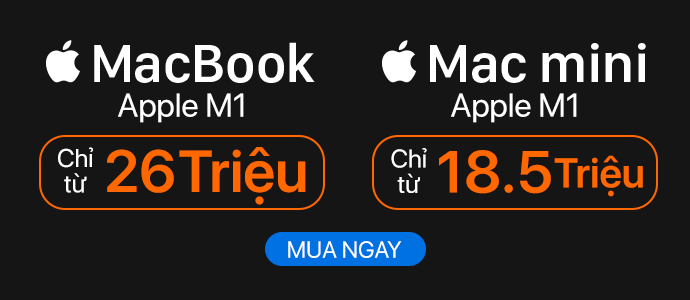 MacBook
Apple M1
Chỉ từ 26 Triệu
Mac mini
Apple M1
Chỉ từ 18.5 Triệu
MUA NGAY